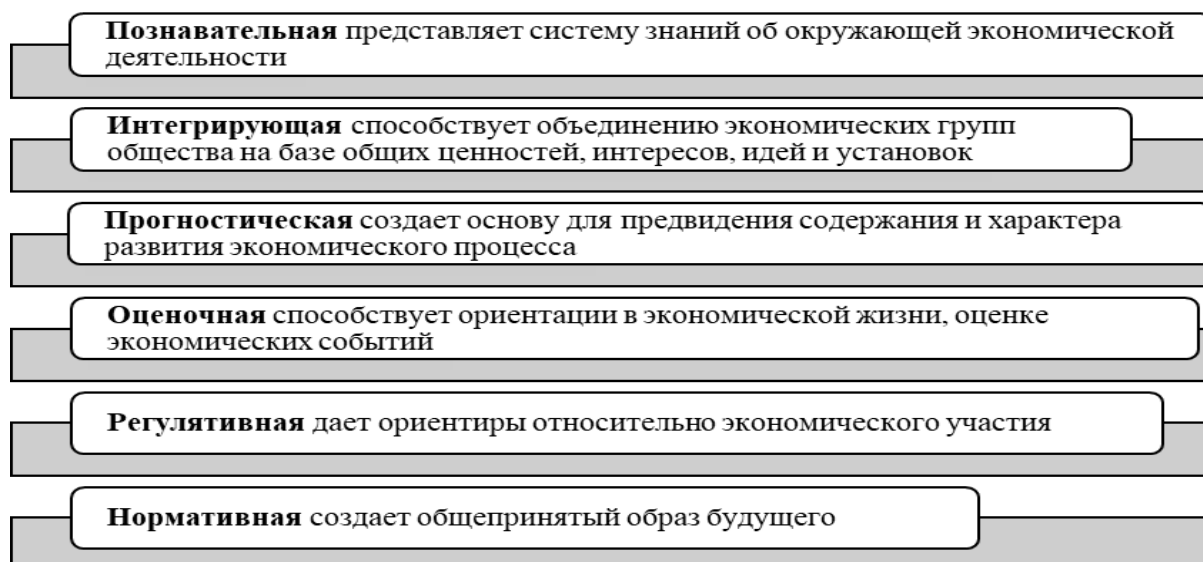 Познавательная представляет систему знаний об окружающей экономической
деятельности
Интегрирующая способствует объединению экономических групп
общества на базе общих ценностей, интересов, идей и установок
Прогностическая создает основу для предвидения содержания и характера
развития экономического процесса
Оценочная способствует ориентации в экономической жизни, оценке
экономических событий
Регулятивная дает ориентиры относительно экономического участия
Нормативная создает общепринятый образ будущего